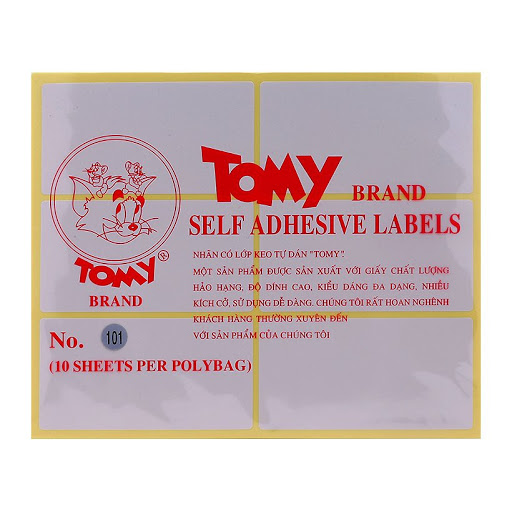 TOMY BRAND
SELF ADHESIVE LABELS
NHÃN CÓ LỚP KEO TỰ DÁN "TOMY".
MỘT SẢN PHẨM ĐƯỢC SẢN XUẤT VỚI GIẤY CHẤT LƯỢNG
HẢO HẠNG, ĐỘ DÍNH CAO, KIỂU DÁNG ĐA DẠNG, NHIỀU
KÍCH CỠ, SỬ DỤNG DỄ DÀNG. CHÚNG TÔI RẤT HOAN NGHÊNH
KHÁCH HÀNG THƯỜNG XUYÊN ĐẾN
VỚI SẢN PHẨM CỦA CHÚNG TÔI
TOMY®
BRAND
No. 101
(10 SHEETS PER POLYBAG)